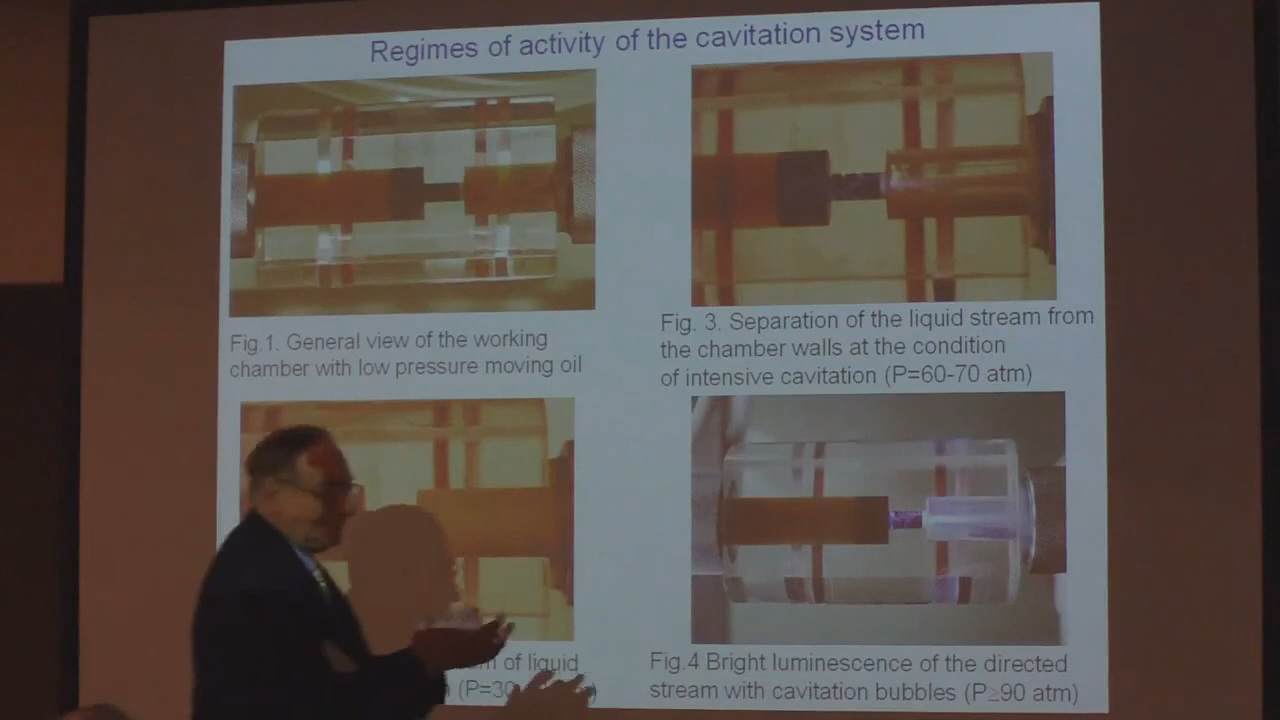 Regimes of activity of the cavitation system
Fig.1. General view of the working
chamber with low pressure moving oil
Fig. 3. Separation of the liquid stream from
the chamber walls at the condition
of intensive cavitation (P=60-70 atm)
of liquid
(P=30
Fig.4 Bright luminescence of the directed
stream with cavitation bubbles (P≥90 atm)